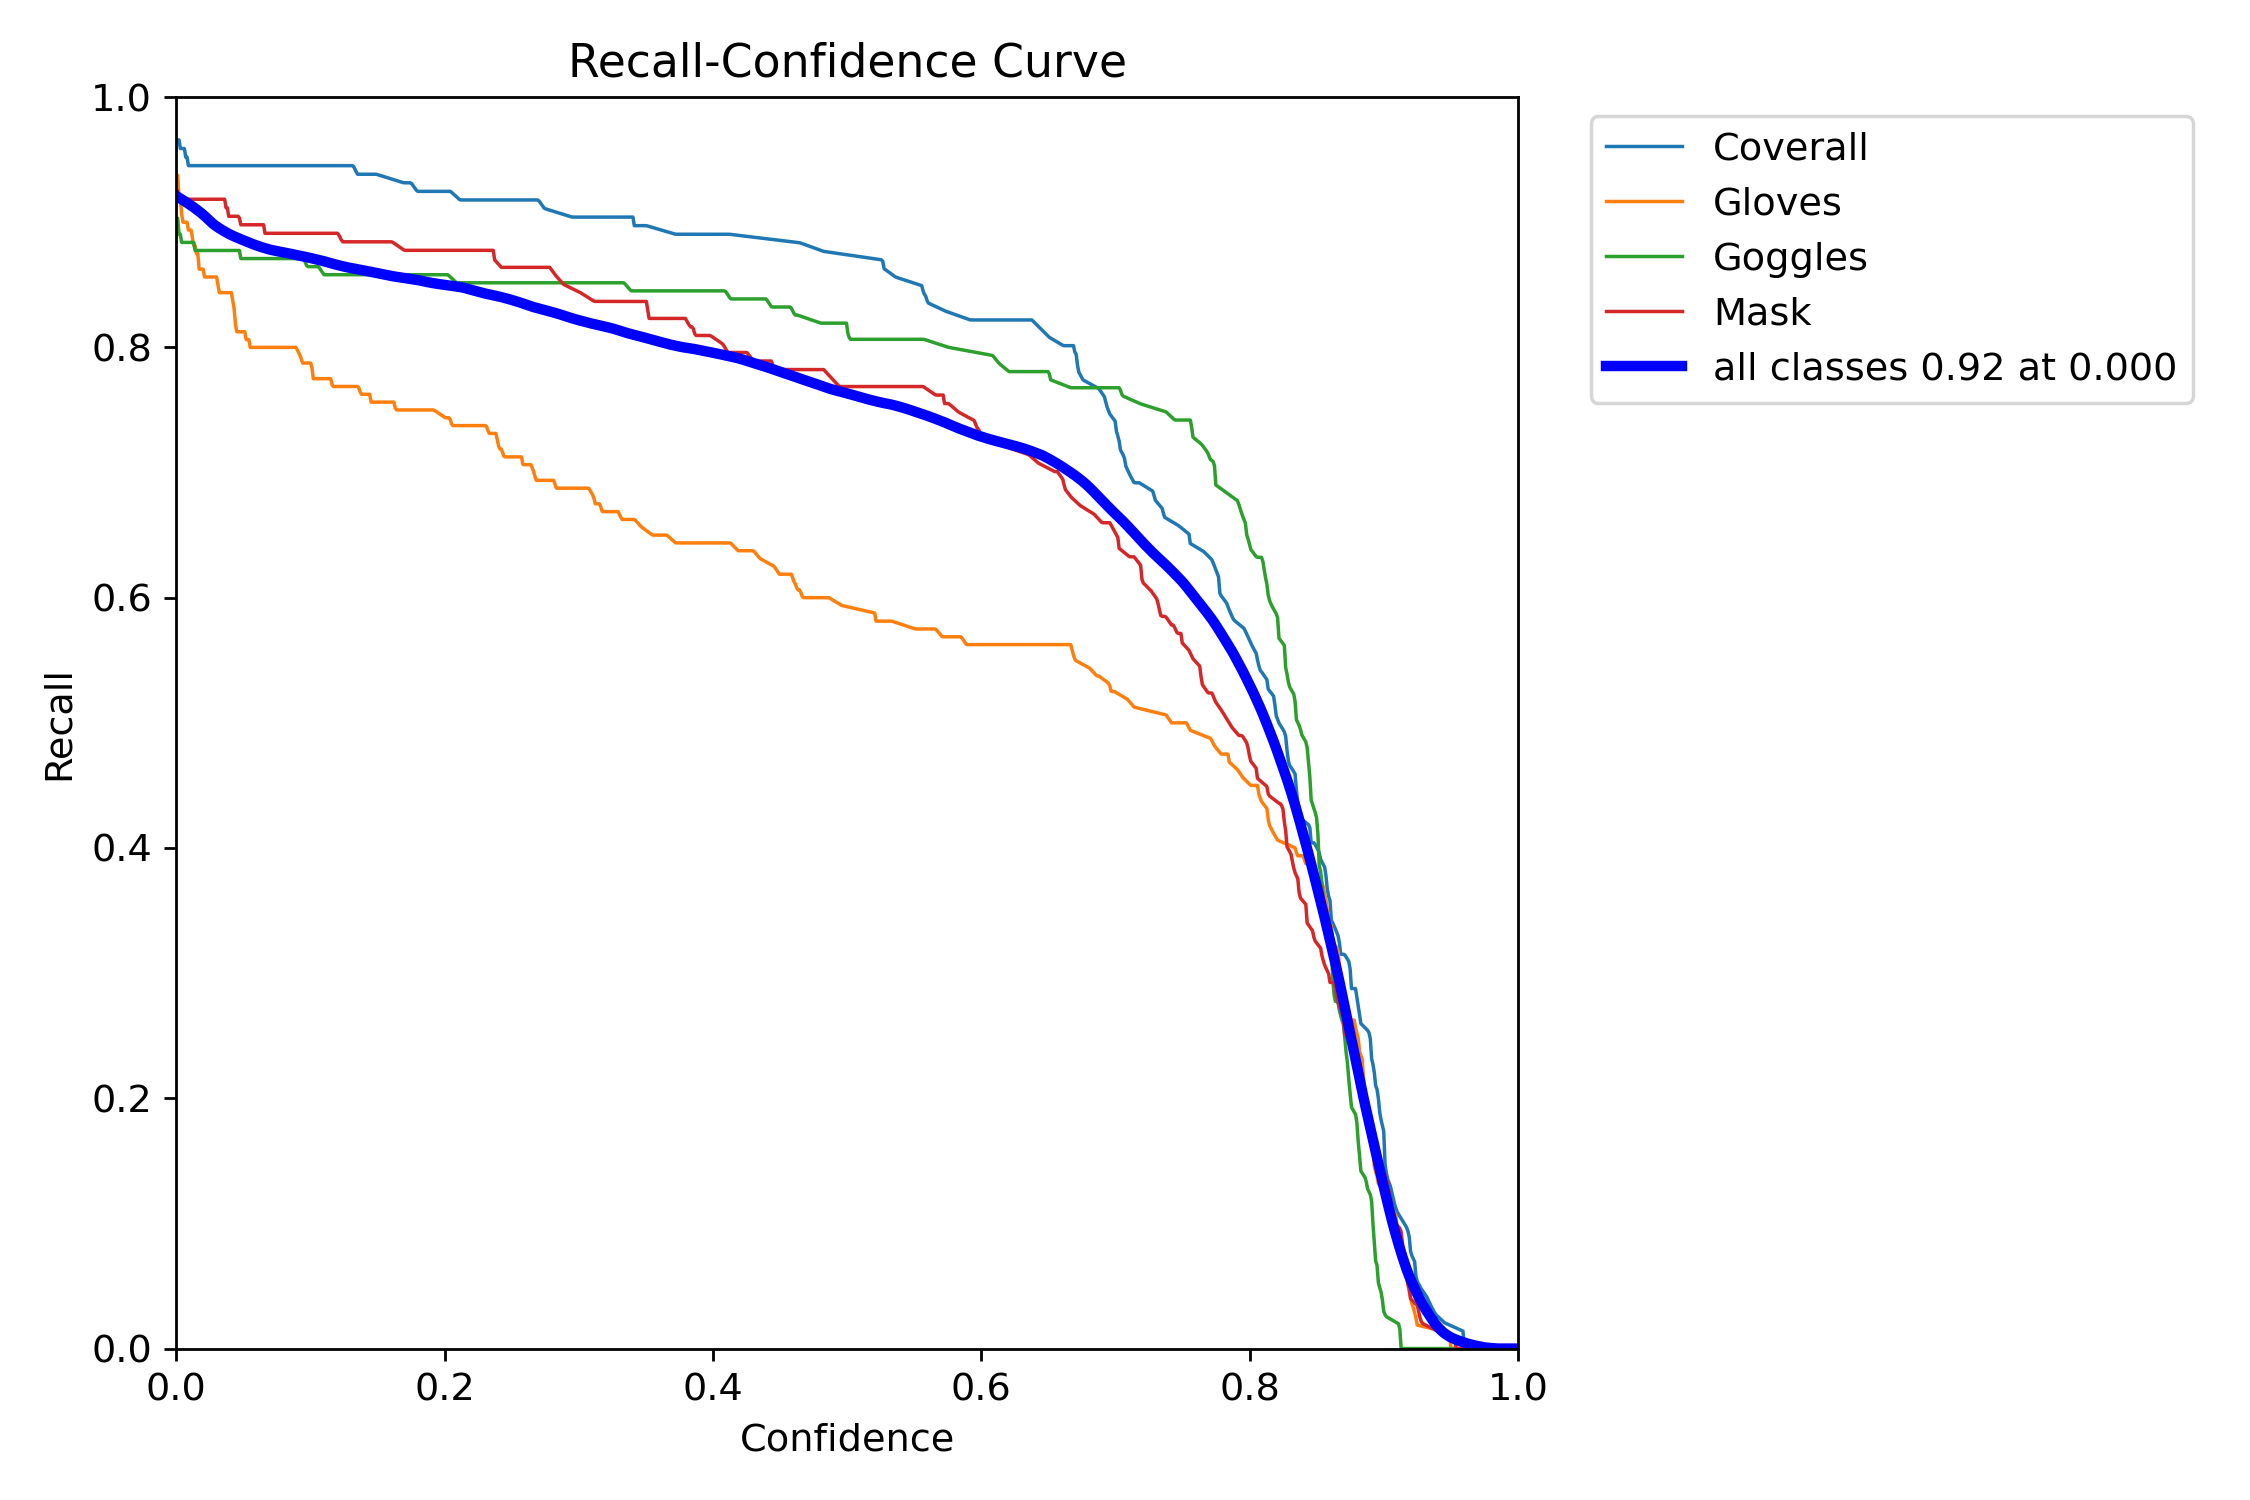 Recall-Confidence Curve
1.0
0.8
0.6
0.4
0.2
0.0
Recall
0.0 0.2 0.4 0.6 0.8 1.0
Confidence
Coverall
Gloves
Goggles
Mask
all classes 0.92 at 0.000